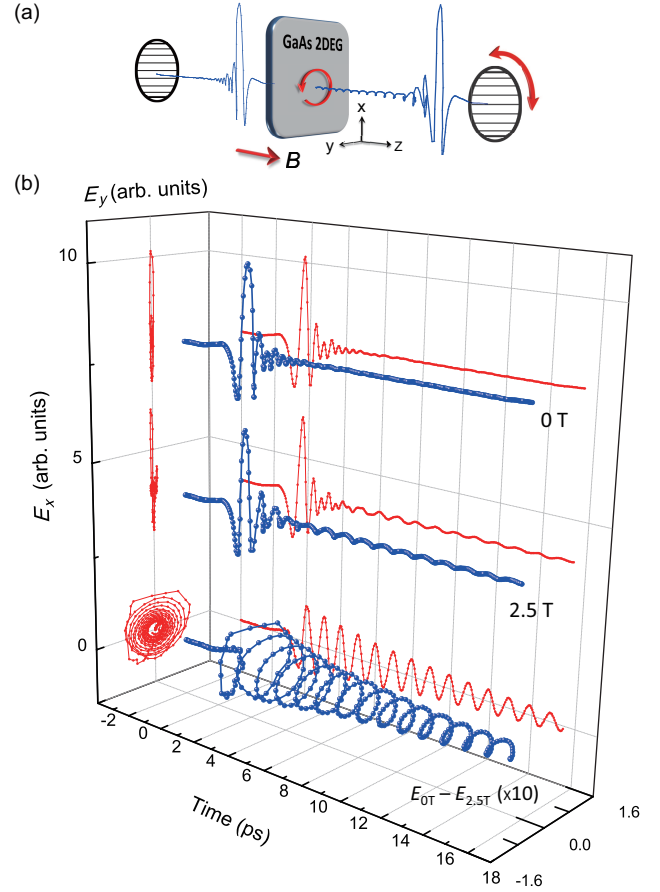 (a)
GaAs 2DEG
x
y
z
B
(b)
E_y (arb. units)
10
5
0
E_x (arb. units)
0 T
2.5 T
E_0T – E_2.5T (x10)
-2
0
2
4
6
8
10
12
14
16
18
Time (ps)
1.6
0.0
-1.6